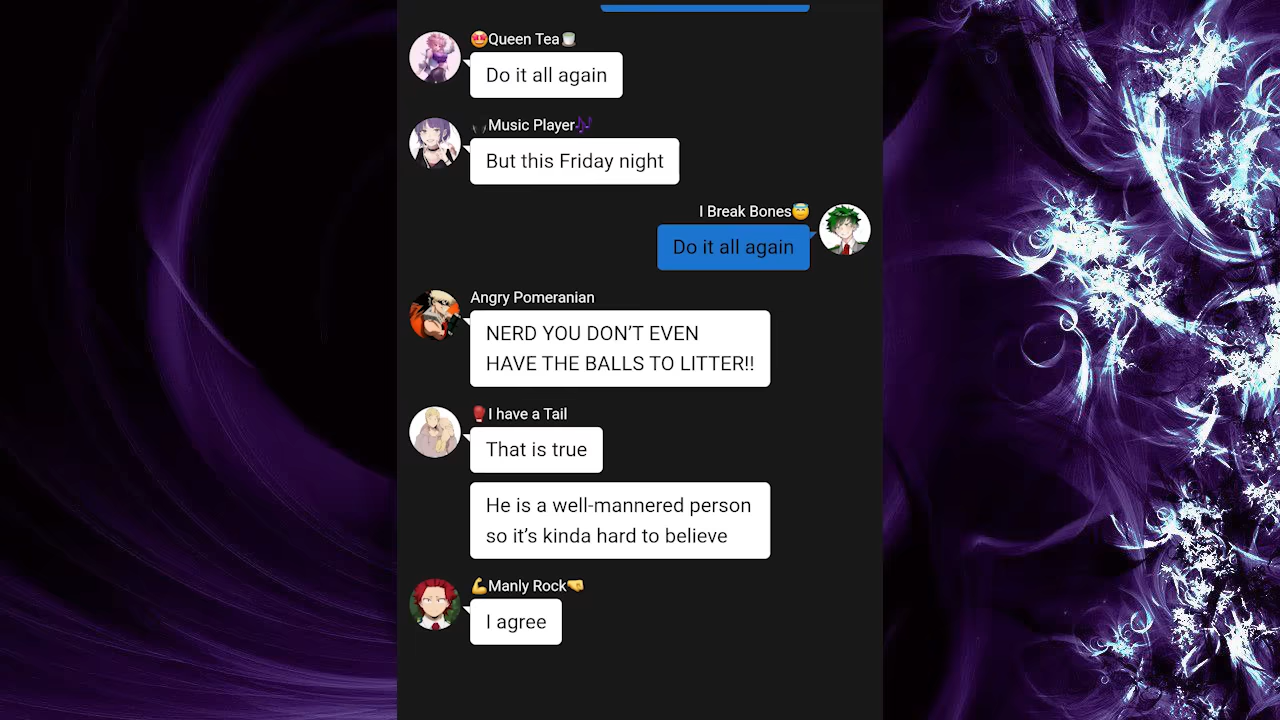 🤩Queen Tea🍵
Do it all again
🎧Music Player🎶
But this Friday night
I Break Bones😇
Do it all again
Angry Pomeranian
NERD YOU DON’T EVEN
HAVE THE BALLS TO LITTER!!
🥊I have a Tail
That is true
He is a well-mannered person
so it’s kinda hard to believe
💪Manly Rock🤜
I agree